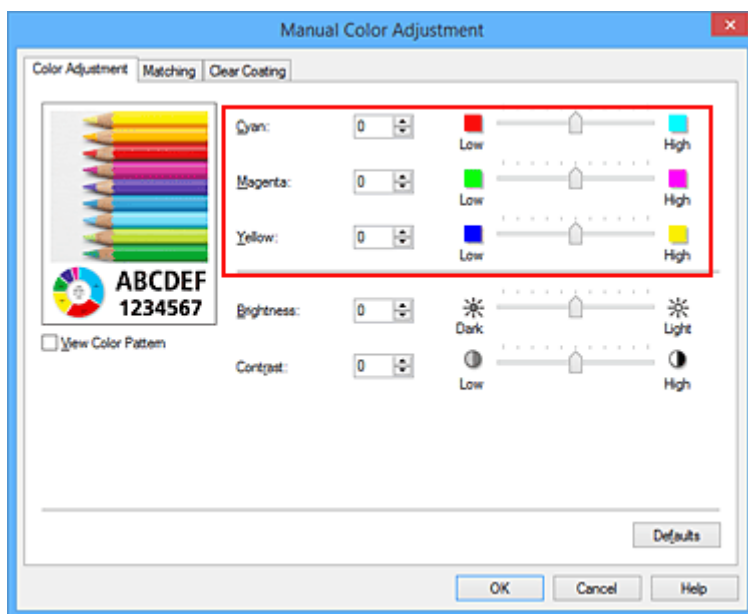 Manual Color Adjustment
Color Adjustment Matching Clear Coating
Cyan: 0 Low High
Magenta: 0 Low High
Yellow: 0 Low High
ABCDEF
1234567
Brightness: 0 Dark Light
View Color Pattern
Contrast: 0 Low High
Defaults
OK Cancel Help